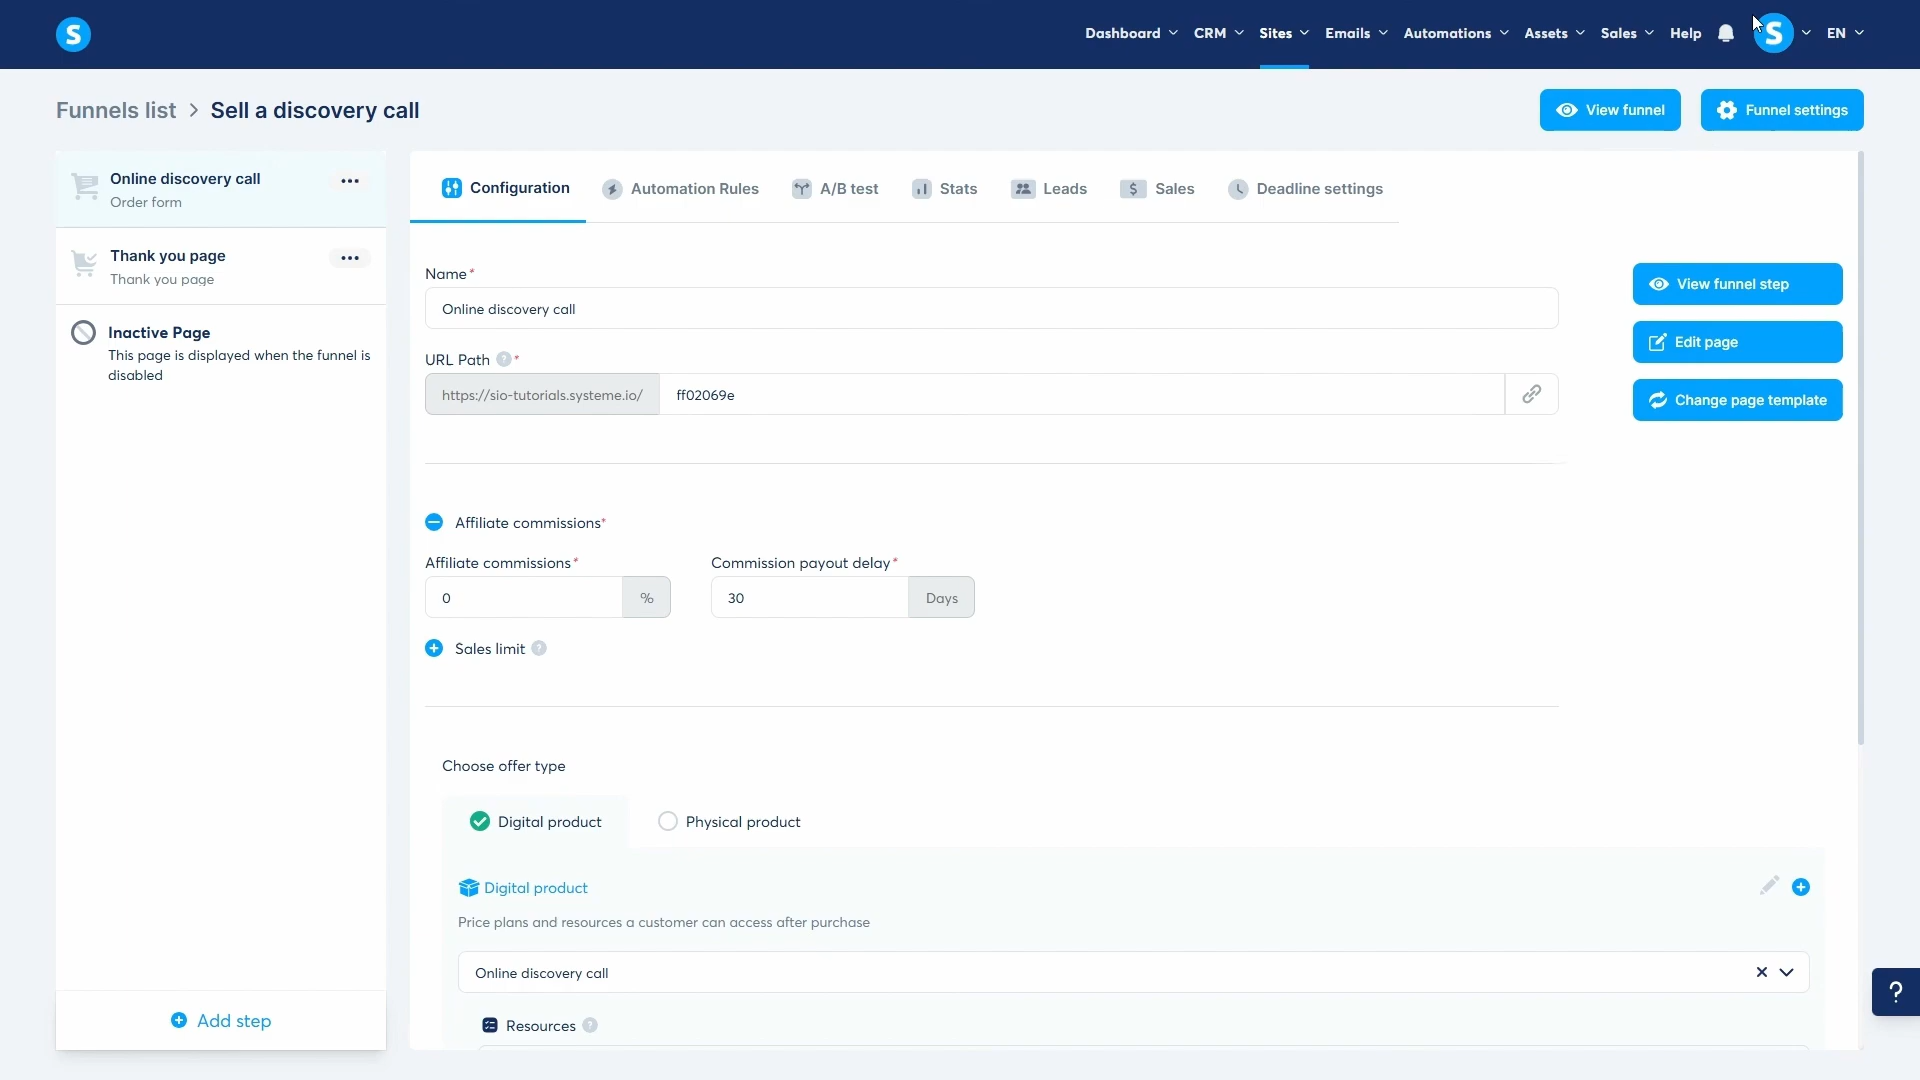 S
Dashboard CRM Sites Emails Automations Assets Sales Help S EN
Funnels list > Sell a discovery call
View funnel
Funnel settings
Online discovery call
Order form
Thank you page
Thank you page
Inactive Page
This page is displayed when the funnel is
disabled
Add step
Configuration Automation Rules A/B test Stats Leads $ Sales Deadline settings
Name*
Online discovery call
URL Path ? *
https://sio-tutorials.systeme.io/ ff02069e
View funnel step
Edit page
Change page template
Affiliate commissions*
Affiliate commissions* Commission payout delay*
0 % 30 Days
Sales limit ?
Choose offer type
Digital product Physical product
Digital product
Price plans and resources a customer can access after purchase
Online discovery call
Resources ?
?